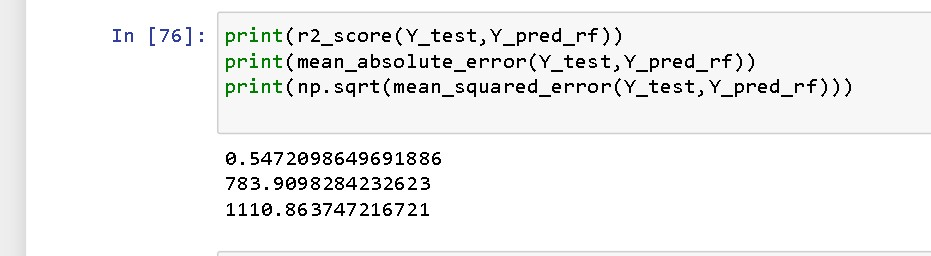 In [76]: print(r2_score(Y_test,Y_pred_rf))
print(mean_absolute_error(Y_test,Y_pred_rf))
print(np.sqrt(mean_squared_error(Y_test,Y_pred_rf)))
0.5472098649691886
783.9098284232623
1110.863747216721